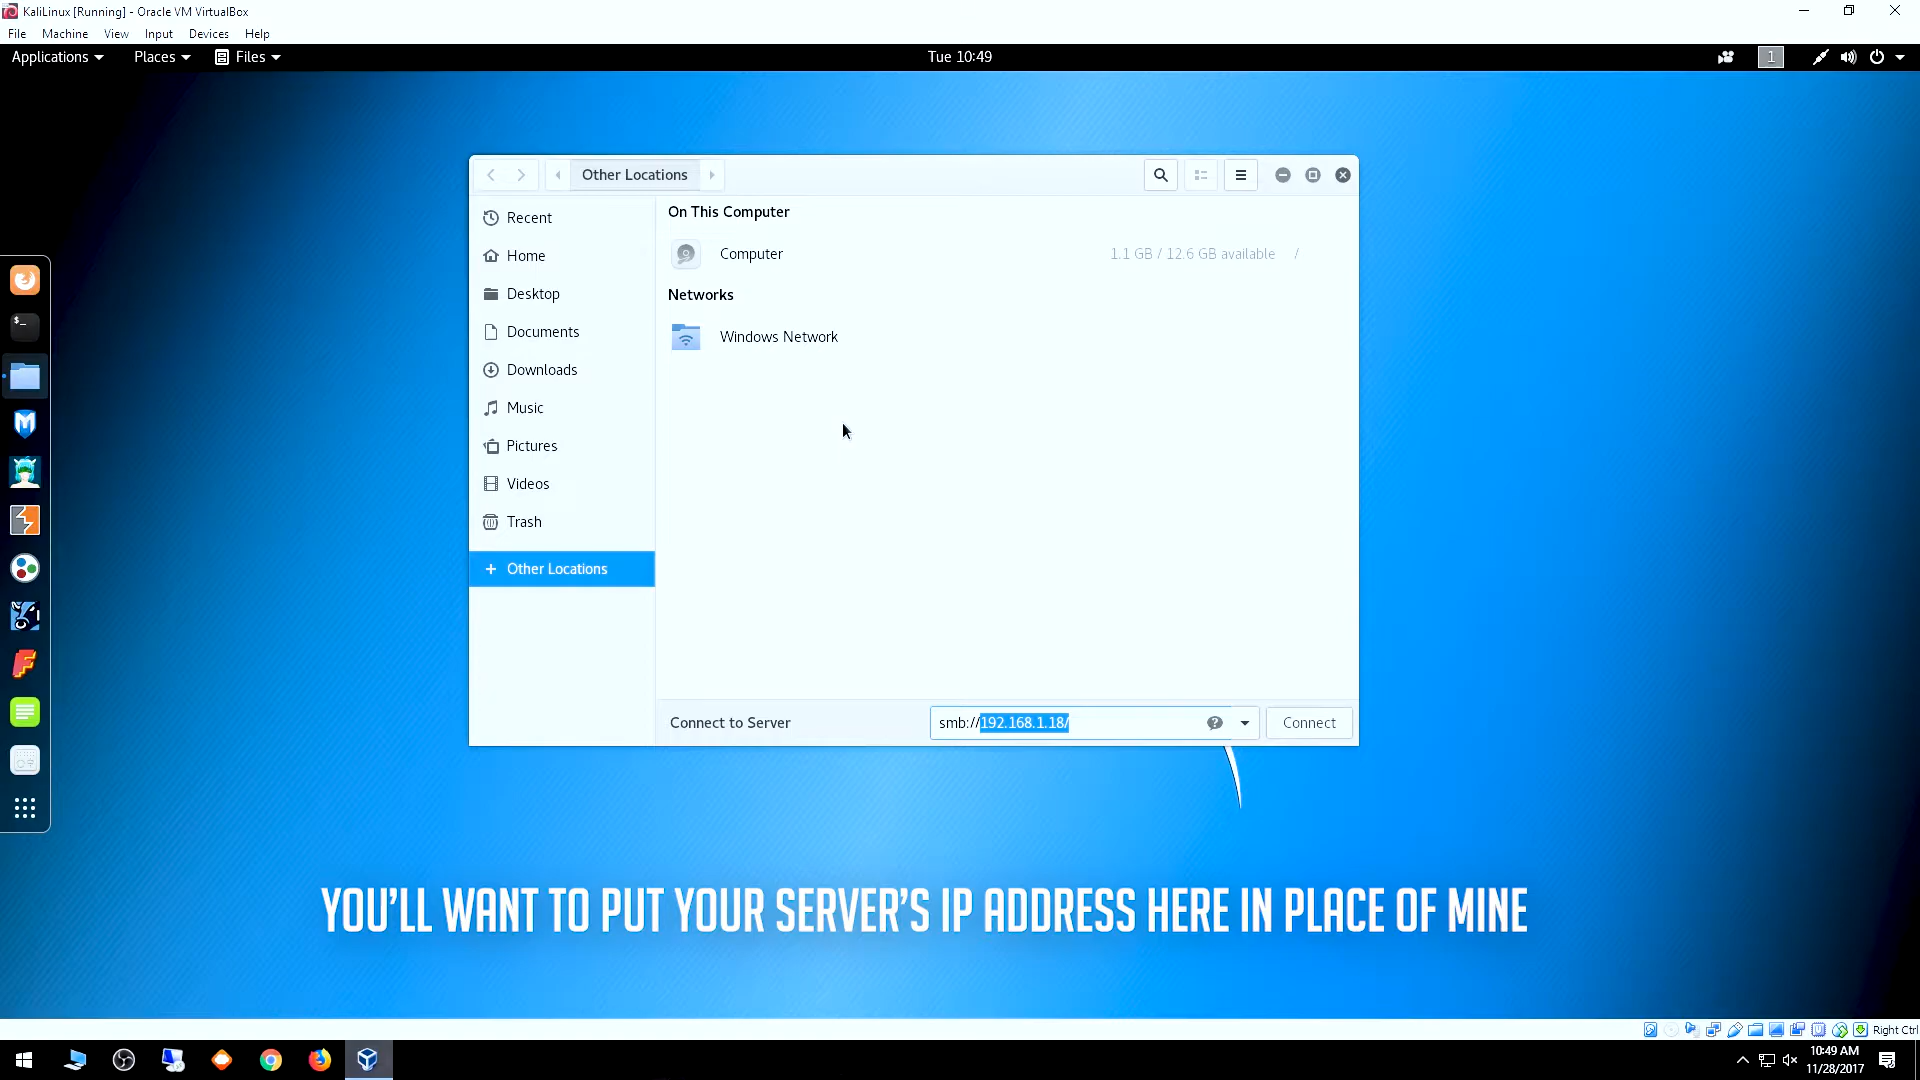 KaliLinux [Running] - Oracle VM VirtualBox
File Machine View Input Devices Help
Applications Places Files Tue 10:49 1
Other Locations
Recent
Home
Desktop
Documents
Downloads
Music
Pictures
Videos
Trash
+ Other Locations
On This Computer
Computer 1.1 GB / 12.6 GB available /
Networks
Windows Network
Connect to Server smb://192.168.1.18/ ? Connect
YOU'LL WANT TO PUT YOUR SERVER'S IP ADDRESS HERE IN PLACE OF MINE
Right Ctrl
10:49 AM
11/28/2017